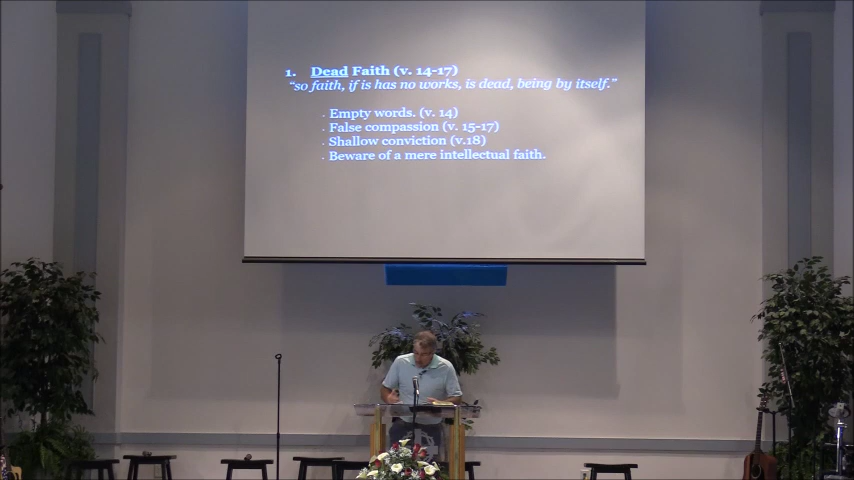 1. Dead Faith (v. 14-17)
"so faith, if is has no works, is dead, being by itself."
. Empty words. (v. 14)
. False compassion (v. 15-17)
. Shallow conviction (v.18)
. Beware of a mere intellectual faith.